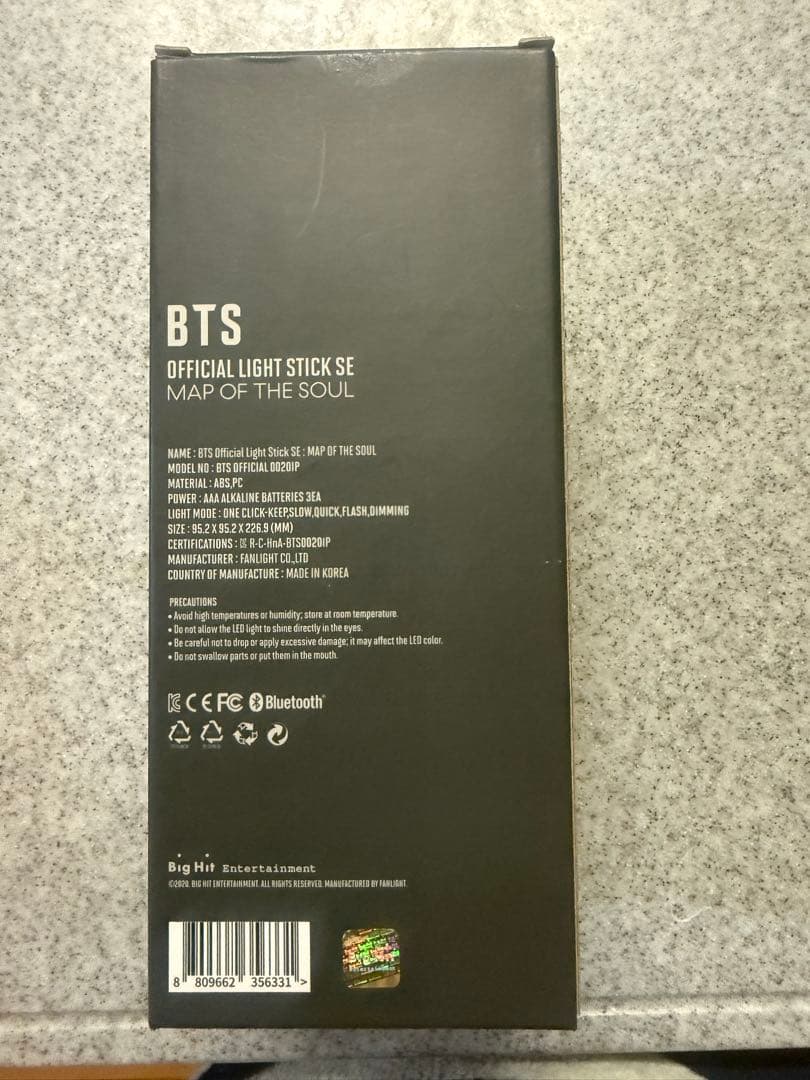 BTS
OFFICIAL LIGHT STICK SE
MAP OF THE SOUL
NAME : BTS Official Light Stick SE : MAP OF THE SOUL
MODEL NO : BTS OFFICIAL 00201P
MATERIAL : ABS,PC
POWER : AAA ALKALINE BATTERIES 3EA
LIGHT MODE : ONE CLICK-KEEP,SLOW,QUICK,FLASH,DIMMING
SIZE : 95.2 X 95.2 X 226.9 (MM)
CERTIFICATIONS : R-C-HnA-BTS00201P
MANUFACTURER : FANLIGHT CO.,LTD
COUNTRY OF MANUFACTURE : MADE IN KOREA
PRECAUTIONS
• Avoid high temperatures or humidity; store at room temperature.
• Do not allow the LED light to shine directly in the eyes.
• Be careful not to drop or apply excessive damage; it may affect the LED color.
• Do not swallow parts or put them in the mouth.
CE FC Bluetooth®
Big Hit Entertainment
©2020. BIG HIT ENTERTAINMENT. ALL RIGHTS RESERVED. MANUFACTURED BY FANLIGHT.
8 809662 356331 >